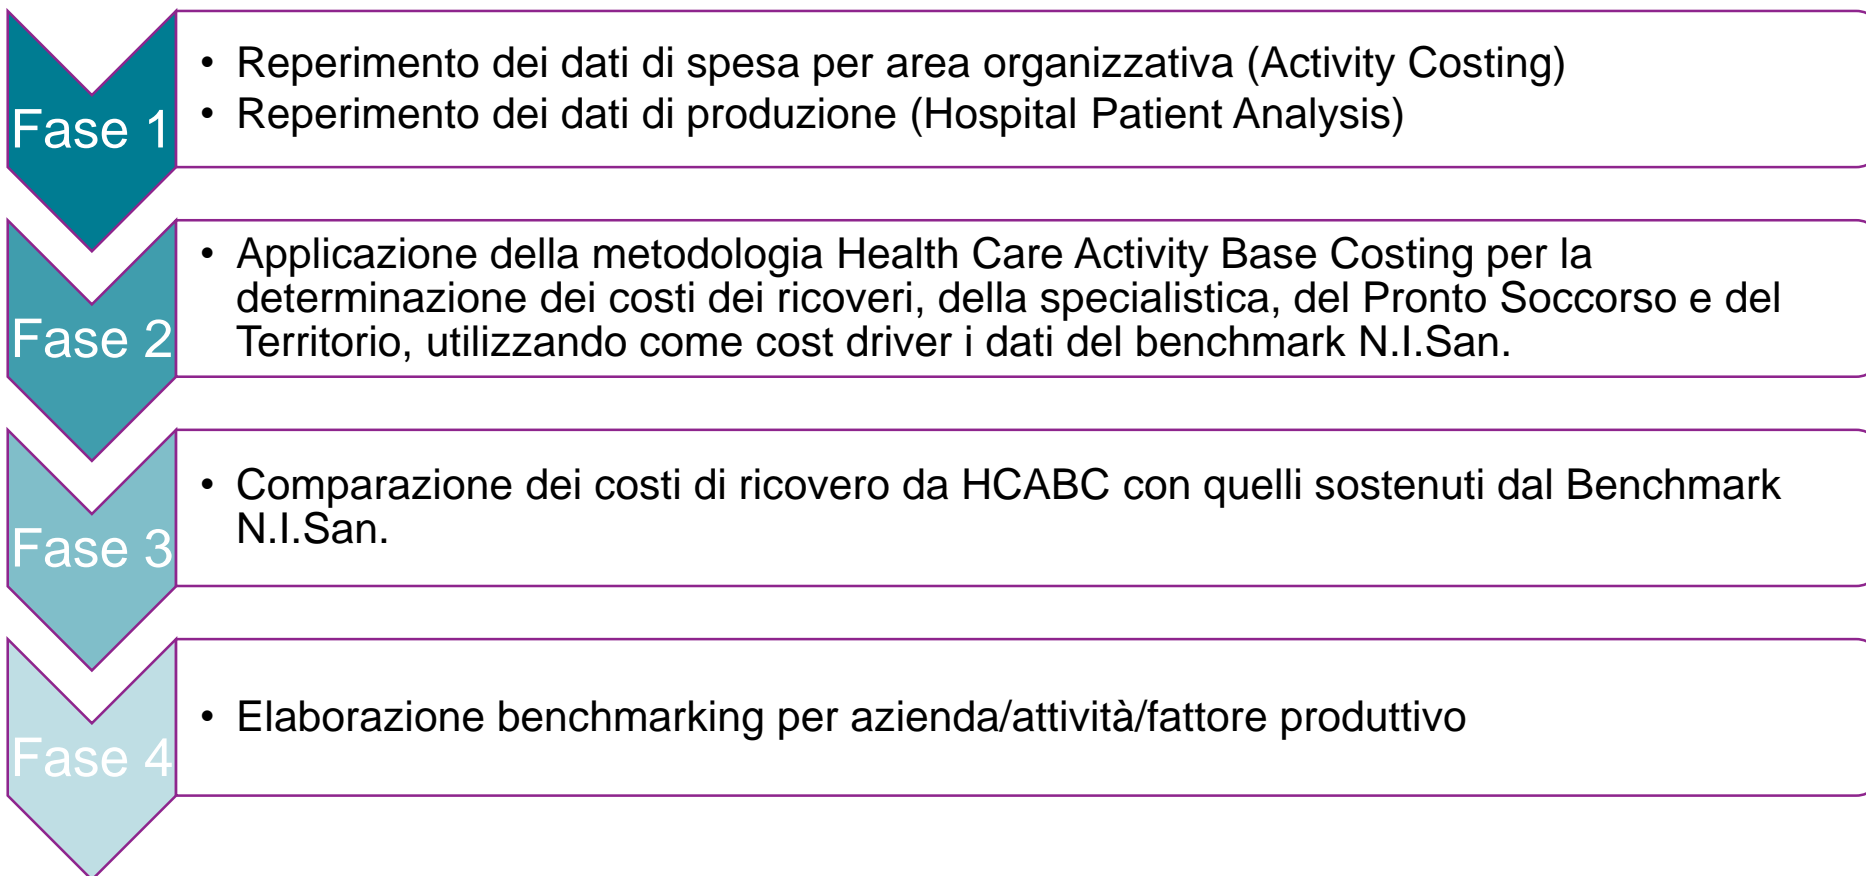 Fase 1
• Reperimento dei dati di spesa per area organizzativa (Activity Costing)
• Reperimento dei dati di produzione (Hospital Patient Analysis)
Fase 2
• Applicazione della metodologia Health Care Activity Base Costing per la
determinazione dei costi dei ricoveri, della specialistica, del Pronto Soccorso e del
Territorio, utilizzando come cost driver i dati del benchmark N.I.San.
Fase 3
• Comparazione dei costi di ricovero da HCABC con quelli sostenuti dal Benchmark
N.I.San.
Fase 4
• Elaborazione benchmarking per azienda/attività/fattore produttivo